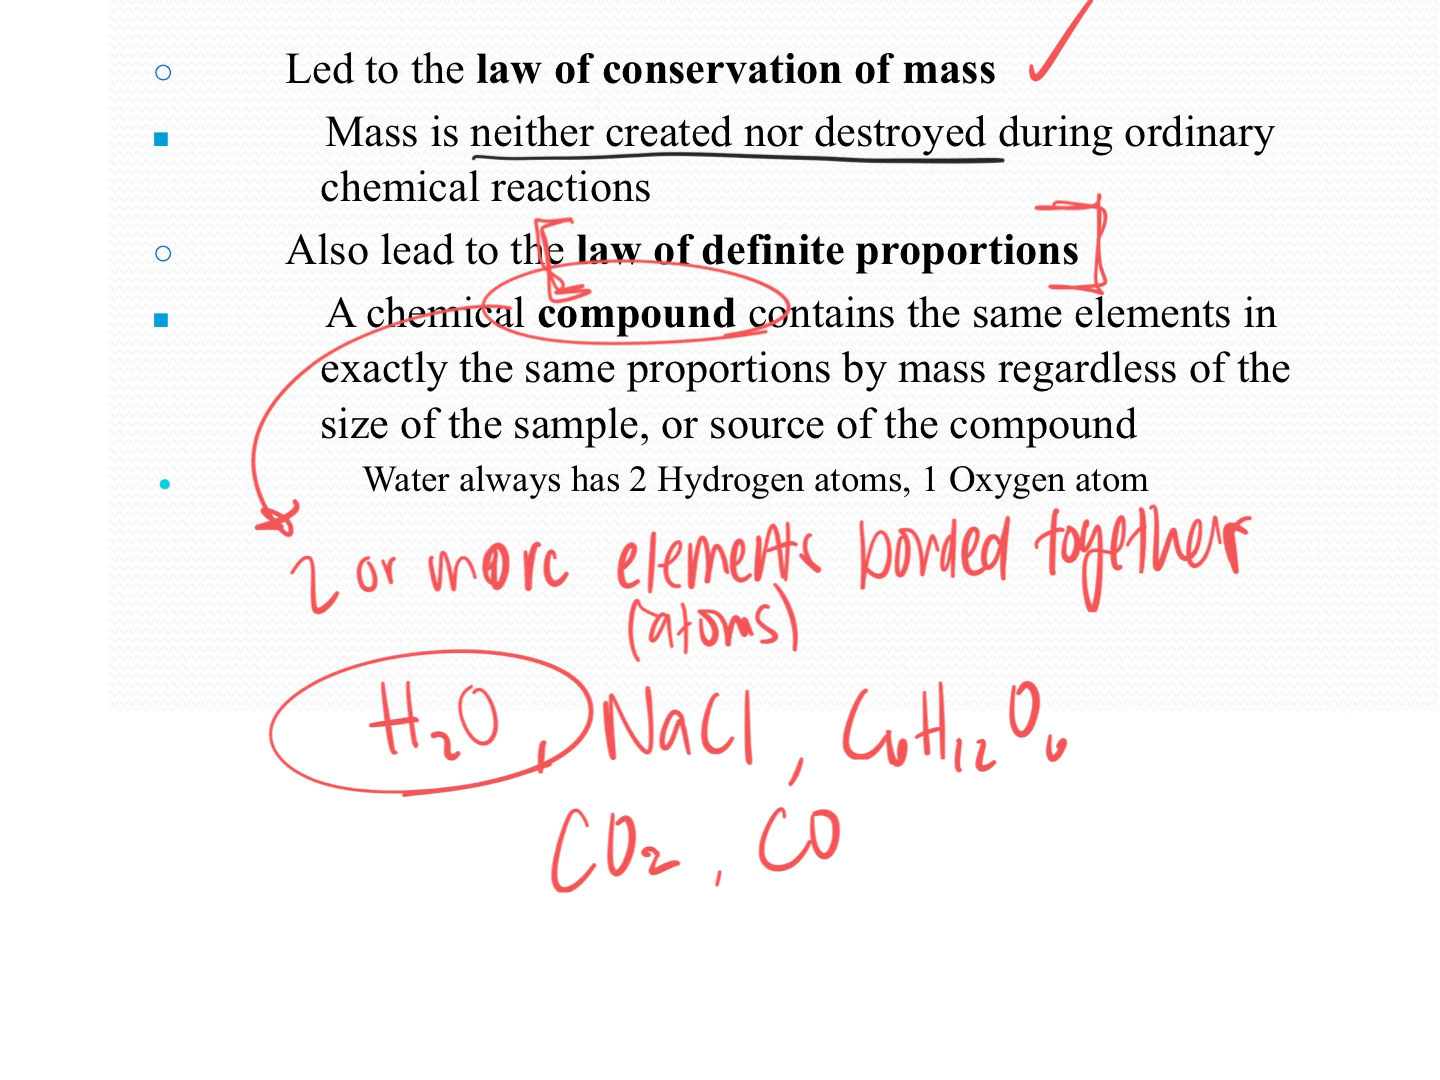 Led to the law of conservation of mass
Mass is neither created nor destroyed during ordinary
chemical reactions
Also lead to the law of definite proportions
A chemical compound contains the same elements in
exactly the same proportions by mass regardless of the
size of the sample, or source of the compound
Water always has 2 Hydrogen atoms, 1 Oxygen atom
2 or more elements bonded together
(atoms)
H₂O, NaCl, C₆H₁₂O₆
CO₂, CO